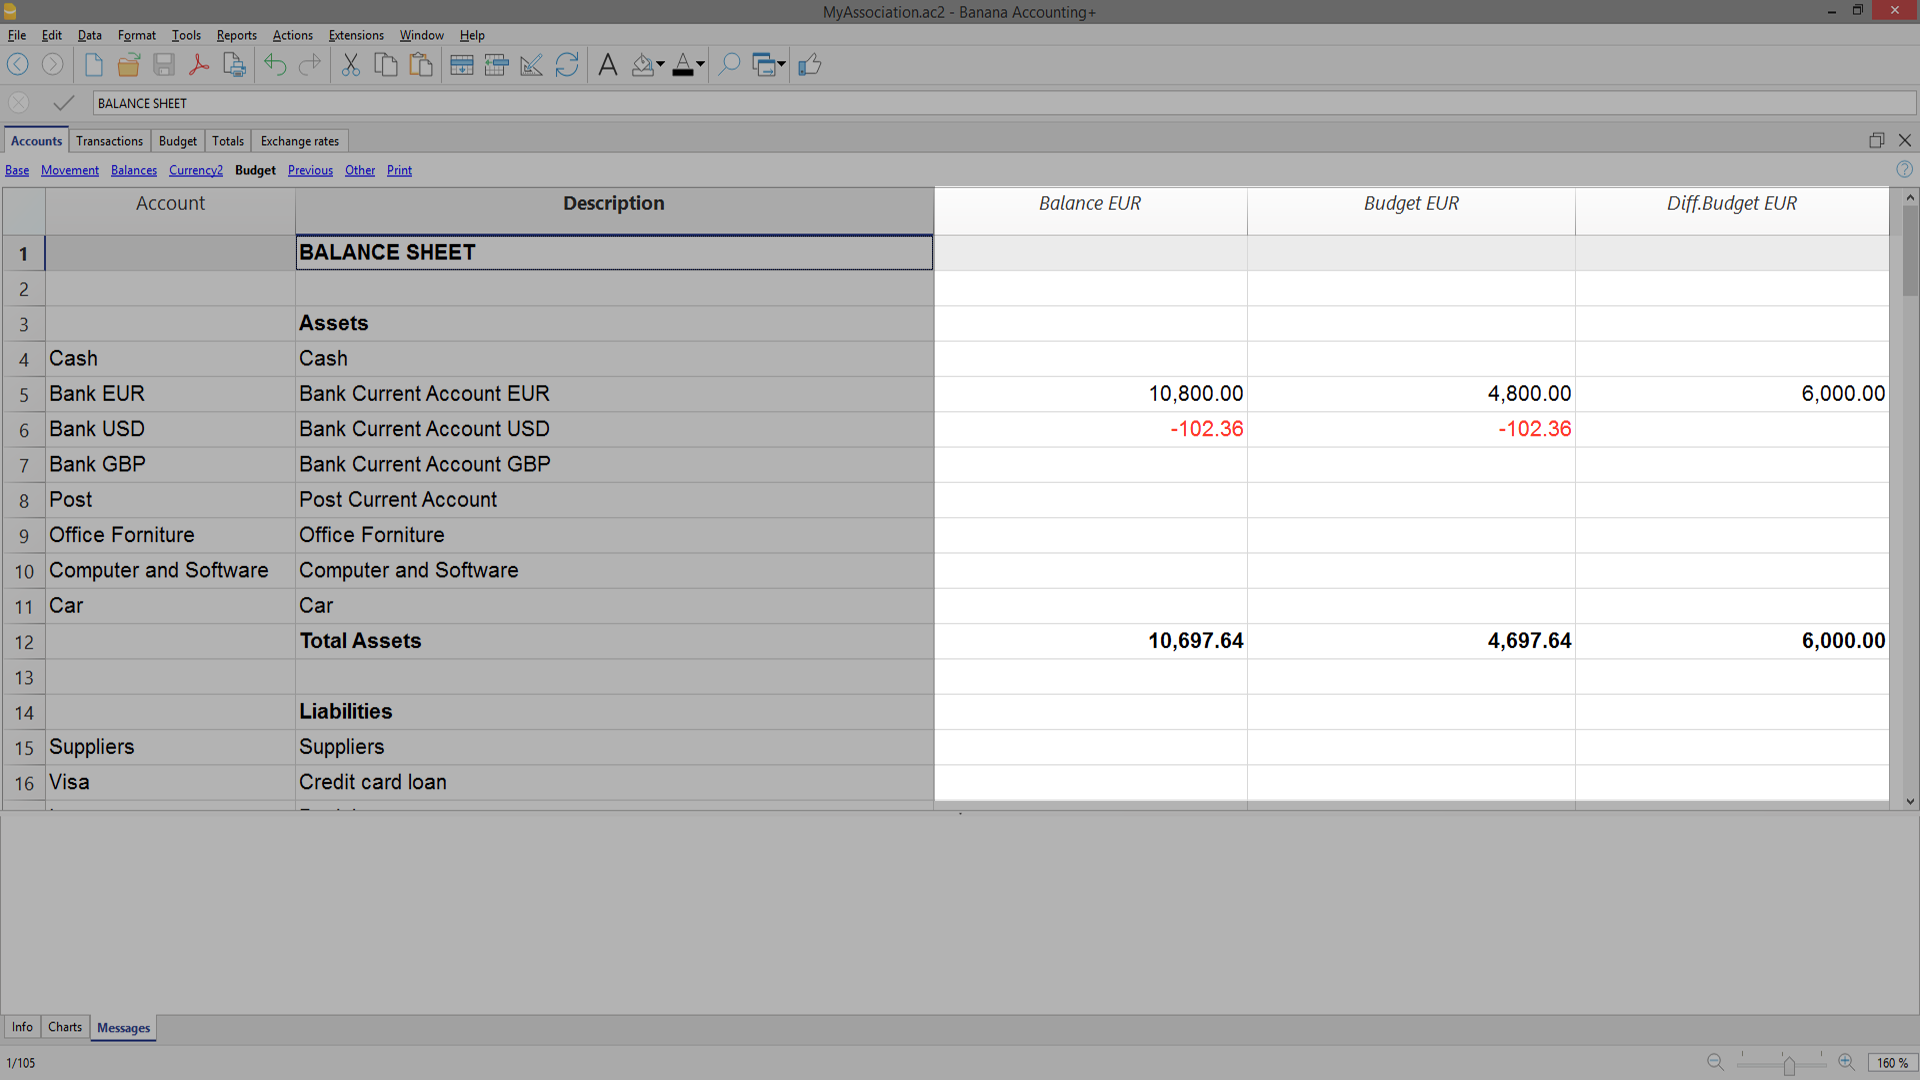 MyAssociation.ac2 - Banana Accounting+
File Edit Data Format Tools Reports Actions Extensions Window Help
BALANCE SHEET
Accounts Transactions Budget Totals Exchange rates
Base Movement Balances Currency2 Budget Previous Other Print
Account Description Balance EUR Budget EUR Diff.Budget EUR
1 BALANCE SHEET
2
3 Assets
4 Cash Cash
5 Bank EUR Bank Current Account EUR 10,800.00 4,800.00 6,000.00
6 Bank USD Bank Current Account USD -102.36 -102.36
7 Bank GBP Bank Current Account GBP
8 Post Post Current Account
9 Office Forniture Office Forniture
10 Computer and Software Computer and Software
11 Car Car
12 Total Assets 10,697.64 4,697.64 6,000.00
13
14 Liabilities
15 Suppliers Suppliers
16 Visa Credit card loan
Info Charts Messages
1/105 160 %